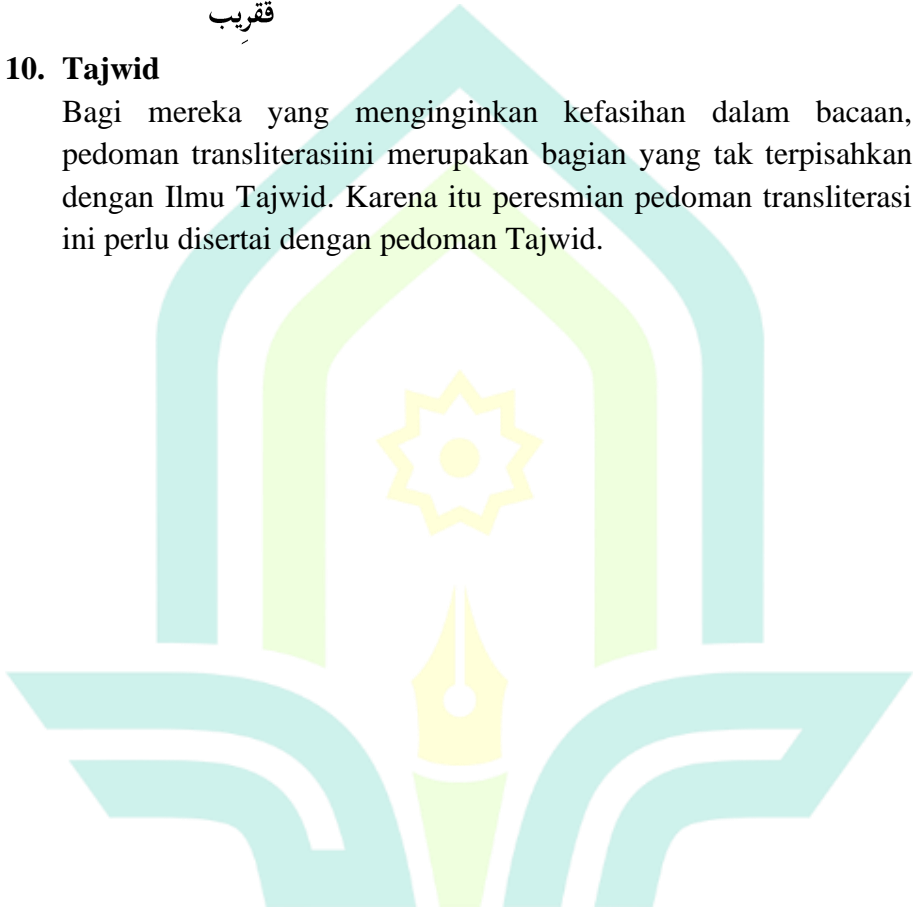 ققرِيب
10. Tajwid
Bagi mereka yang menginginkan kefasihan dalam bacaan,
pedoman transliterasiini merupakan bagian yang tak terpisahkan
dengan Ilmu Tajwid. Karena itu peresmian pedoman transliterasi
ini perlu disertai dengan pedoman Tajwid.